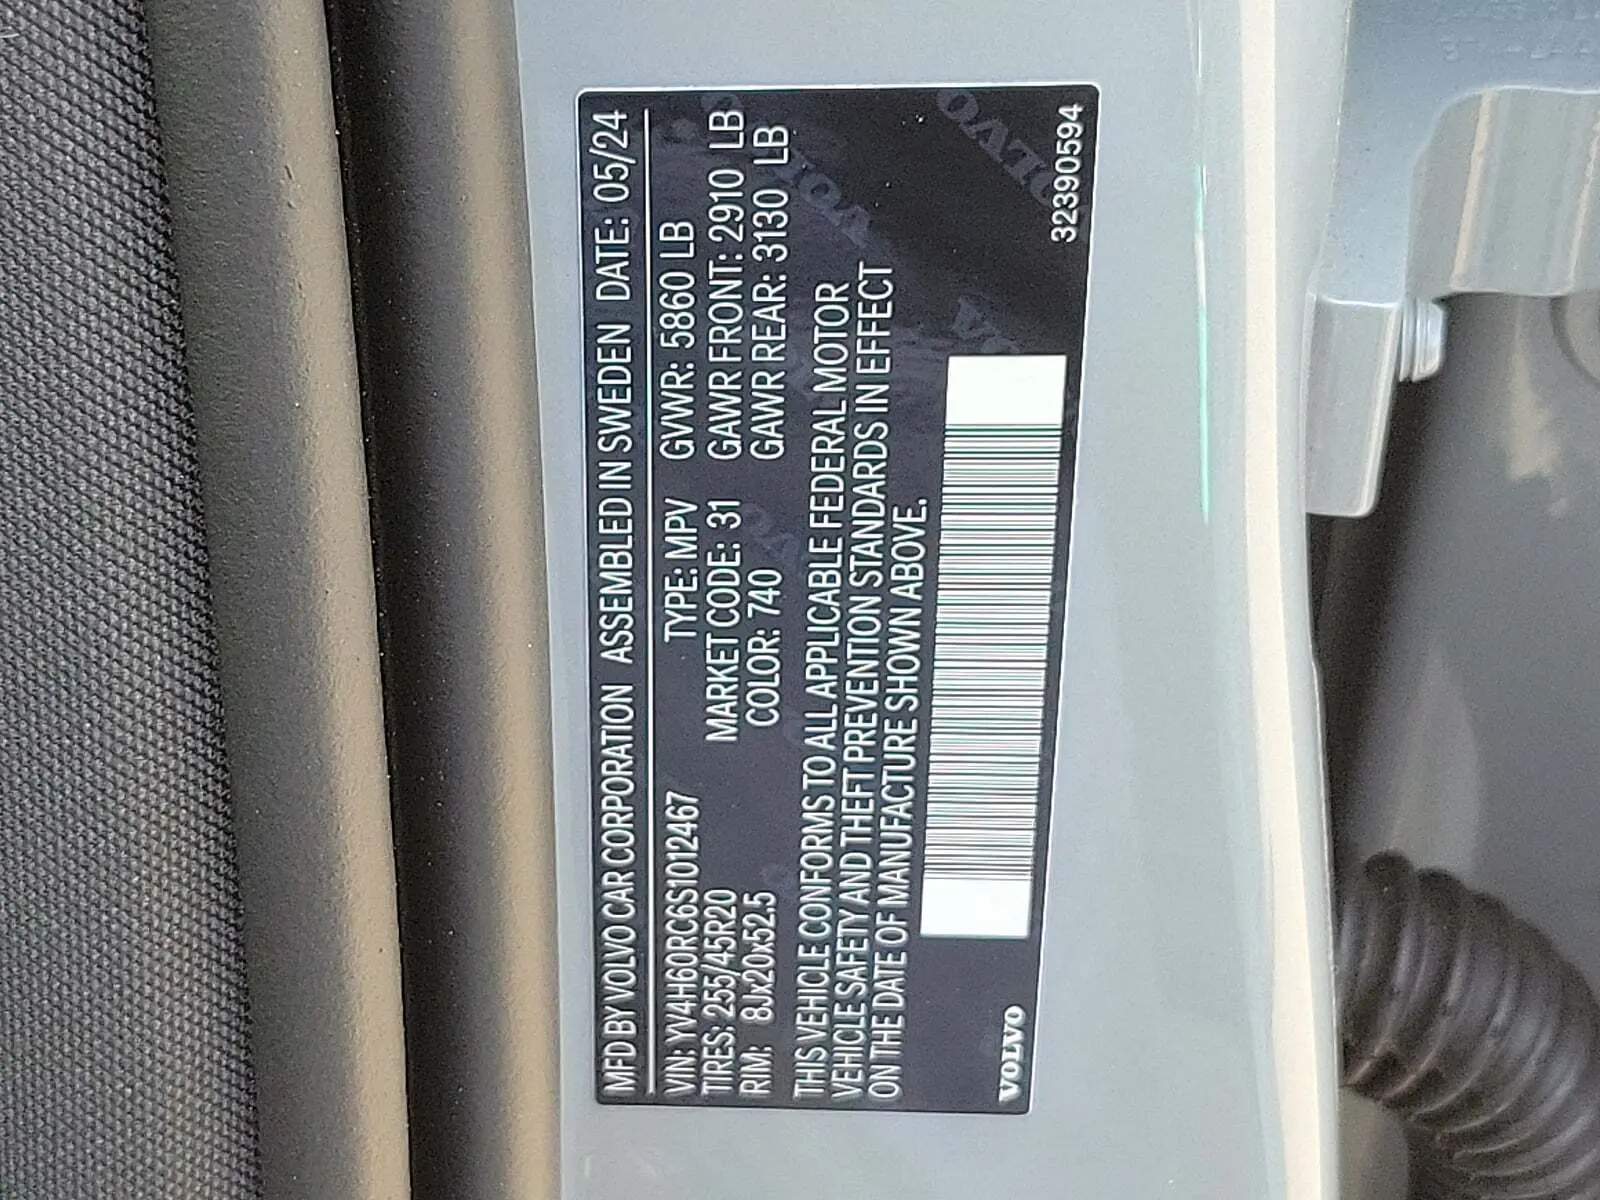 MFD BY VOLVO CAR CORPORATION ASSEMBLED IN SWEDEN DATE: 05/24
VIN: YV4H60RC6S1012467 TYPE: MPV GVWR: 5860 LB
TIRES: 255/45R20 MARKET CODE: 31 GAWR FRONT: 2910 LB
RIM: 8Jx20x52.5 COLOR: 740 GAWR REAR: 3130 LB
THIS VEHICLE CONFORMS TO ALL APPLICABLE FEDERAL MOTOR
VEHICLE SAFETY AND THEFT PREVENTION STANDARDS IN EFFECT
ON THE DATE OF MANUFACTURE SHOWN ABOVE.
VOLVO 32390594